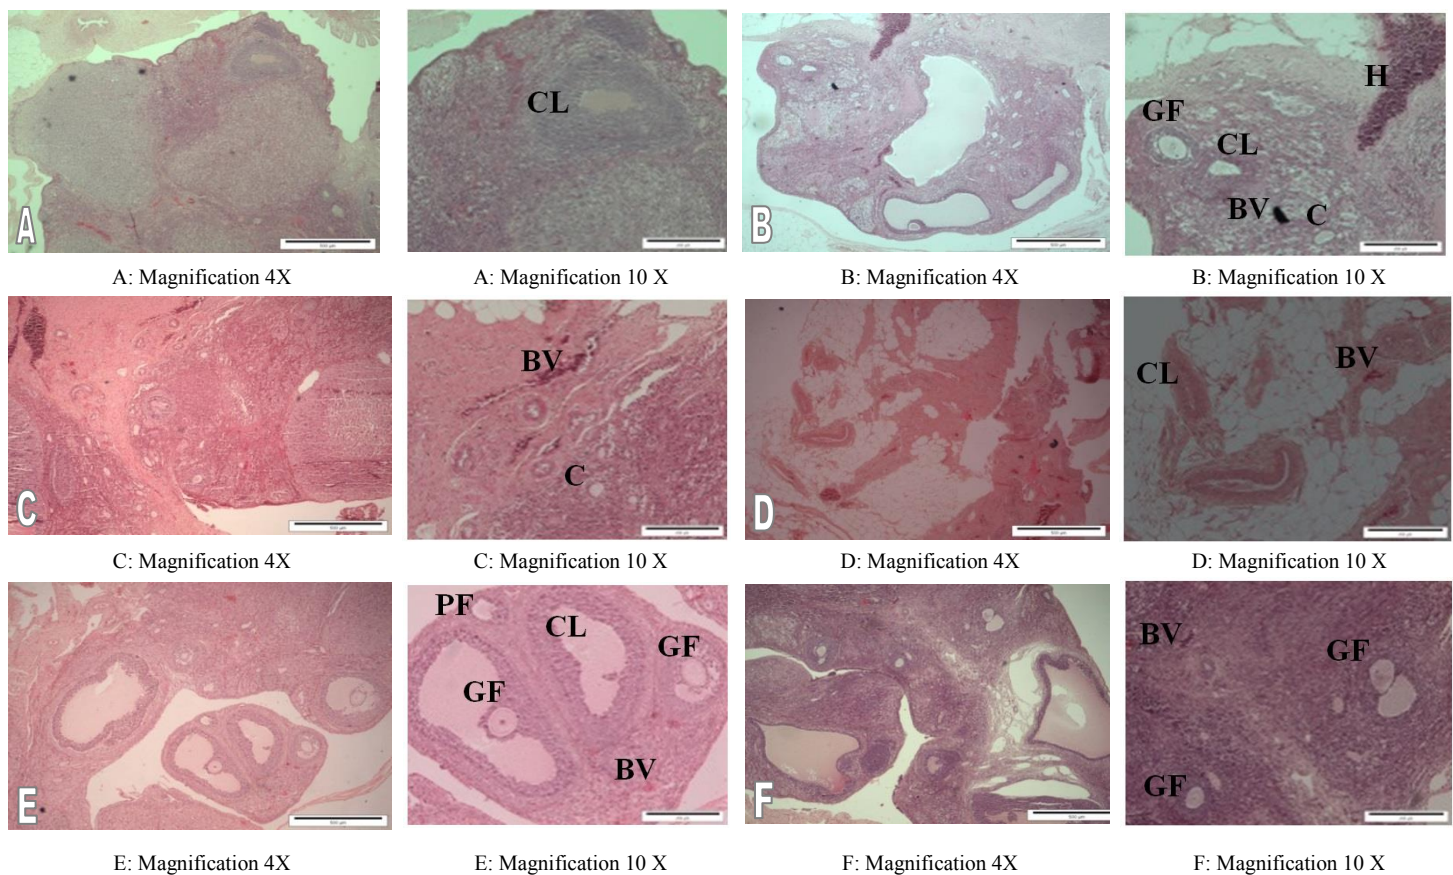 A
CL
B
H
GF
CL
BV
C
A: Magnification 4X
A: Magnification 10 X
B: Magnification 4X
B: Magnification 10 X
C
BV
C
D
CL
BV
C: Magnification 4X
C: Magnification 10 X
D: Magnification 4X
D: Magnification 10 X
E
PF
CL
GF
GF
BV
F
BV
GF
GF
E: Magnification 4X
E: Magnification 10 X
F: Magnification 4X
F: Magnification 10 X